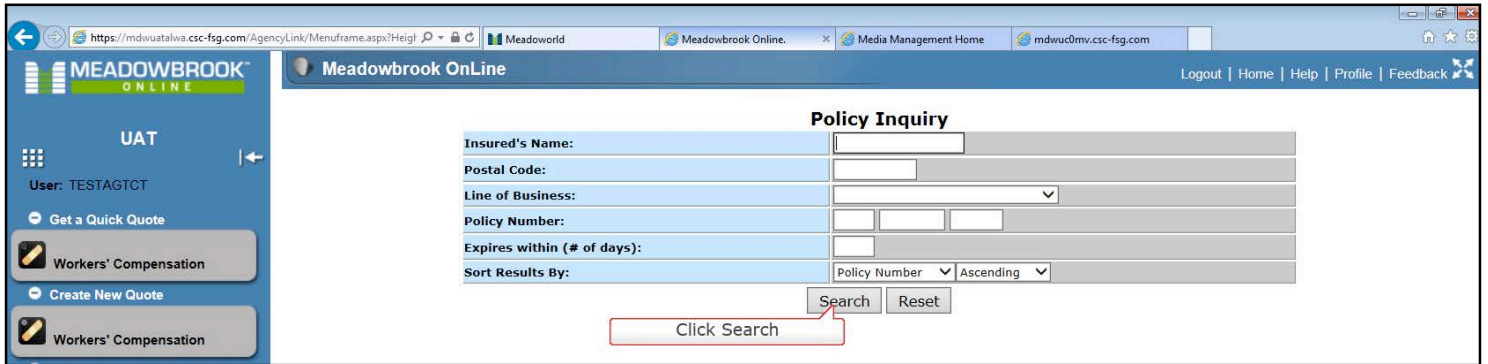 https://mdwuatalwa.csc-fsg.com/AgencyLink/Menuframe.aspx?Heigh
Meadoworld
Meadowbrook Online.
Media Management Home
mdwuc0mv.csc-fsg.com
MEADOWBROOK
ONLINE
Meadowbrook OnLine
Logout | Home | Help | Profile | Feedback
UAT
User: TESTAGTCT
Get a Quick Quote
Workers' Compensation
Create New Quote
Workers' Compensation
Policy Inquiry
Insured's Name:
Postal Code:
Line of Business:
Policy Number:
Expires within (# of days):
Sort Results By: Policy Number Ascending
Search Reset
Click Search